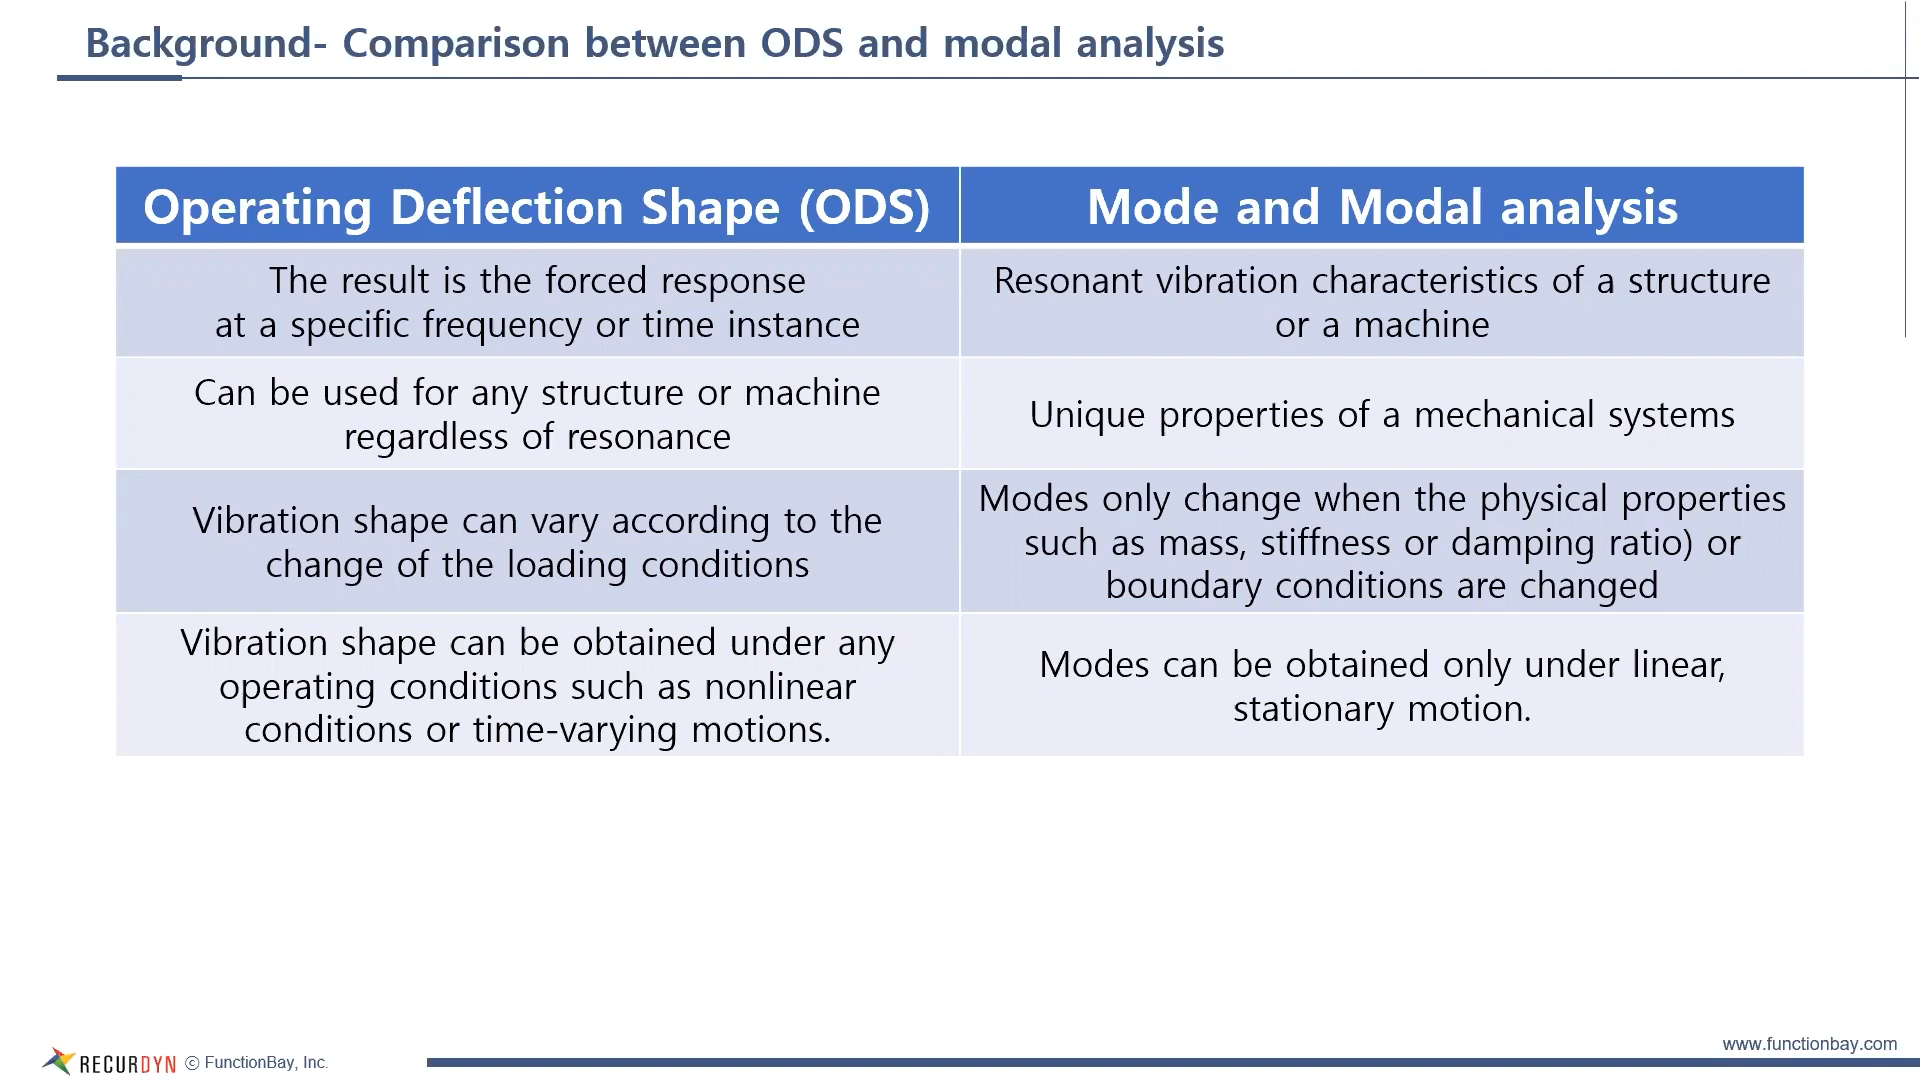 Background- Comparison between ODS and modal analysis
Operating Deflection Shape (ODS)
Mode and Modal analysis
The result is the forced response
at a specific frequency or time instance
Resonant vibration characteristics of a structure
or a machine
Can be used for any structure or machine
regardless of resonance
Unique properties of a mechanical systems
Vibration shape can vary according to the
change of the loading conditions
Modes only change when the physical properties
such as mass, stiffness or damping ratio) or
boundary conditions are changed
Vibration shape can be obtained under any
operating conditions such as nonlinear
conditions or time-varying motions.
Modes can be obtained only under linear,
stationary motion.
RECURDYN © FunctionBay, Inc.
www.functionbay.com